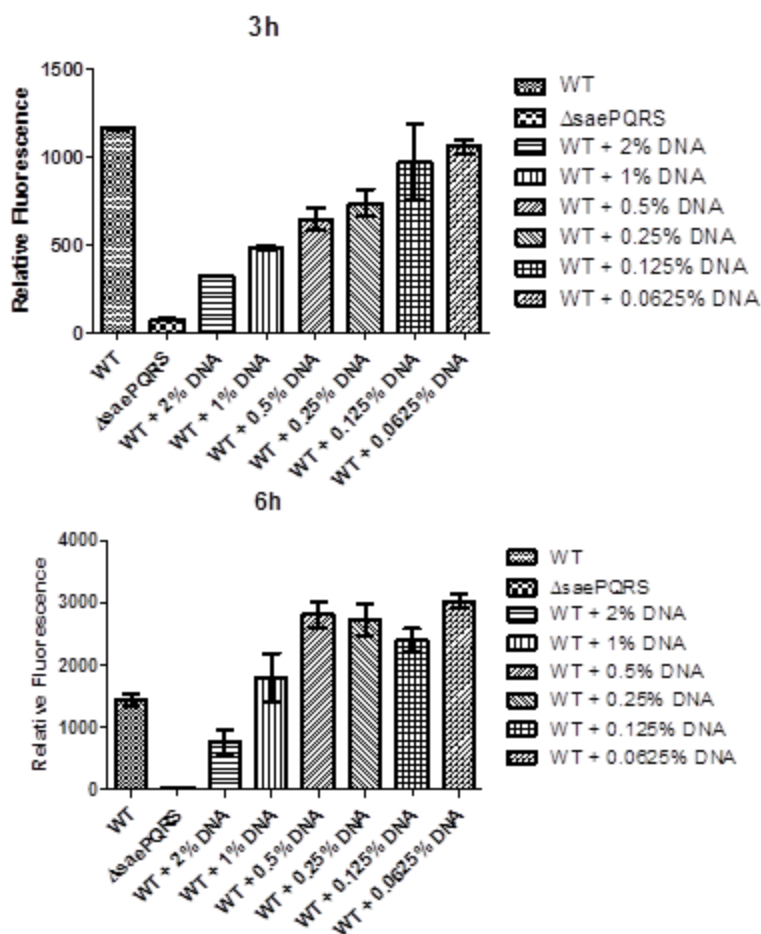 3h
Relative Fluorescence
1500
1000
500
0
WT
ΔsaePQRS
WT + 2% DNA
WT + 1% DNA
WT + 0.5% DNA
WT + 0.25% DNA
WT + 0.125% DNA
WT + 0.0625% DNA
WT
ΔsaePQRS
WT + 2% DNA
WT + 1% DNA
WT + 0.5% DNA
WT + 0.25% DNA
WT + 0.125% DNA
WT + 0.0625% DNA
6h
Relative Fluorescence
4000
3000
2000
1000
0
WT
ΔsaePQRS
WT + 2% DNA
WT + 1% DNA
WT + 0.5% DNA
WT + 0.25% DNA
WT + 0.125% DNA
WT + 0.0625% DNA
WT
ΔsaePQRS
WT + 2% DNA
WT + 1% DNA
WT + 0.5% DNA
WT + 0.25% DNA
WT + 0.125% DNA
WT + 0.0625% DNA